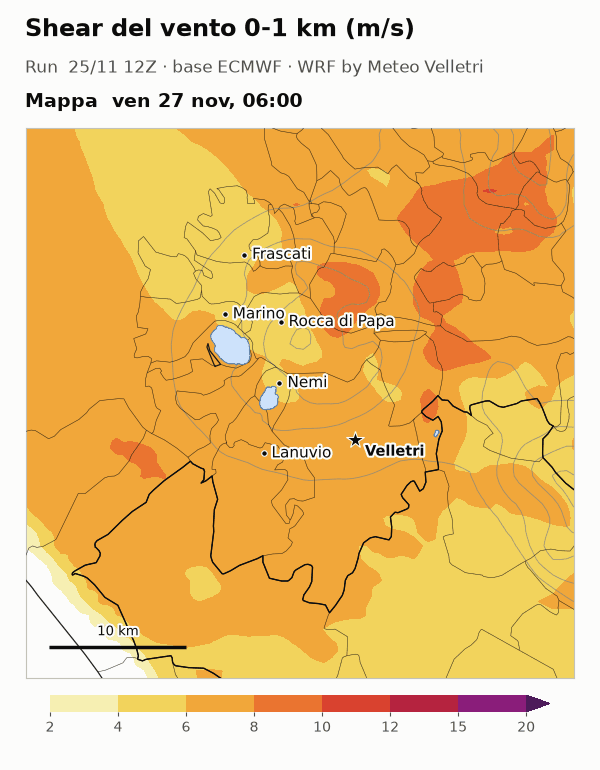 Shear del vento 0-1 km (m/s)
Run  25/11 12Z · base ECMWF · WRF by Meteo Velletri
Mappa  ven 27 nov, 06:00
Frascati
Marino
Rocca di Papa
Nemi
Velletri
Lanuvio
10 km
2 4 6 8 10 12 15 20